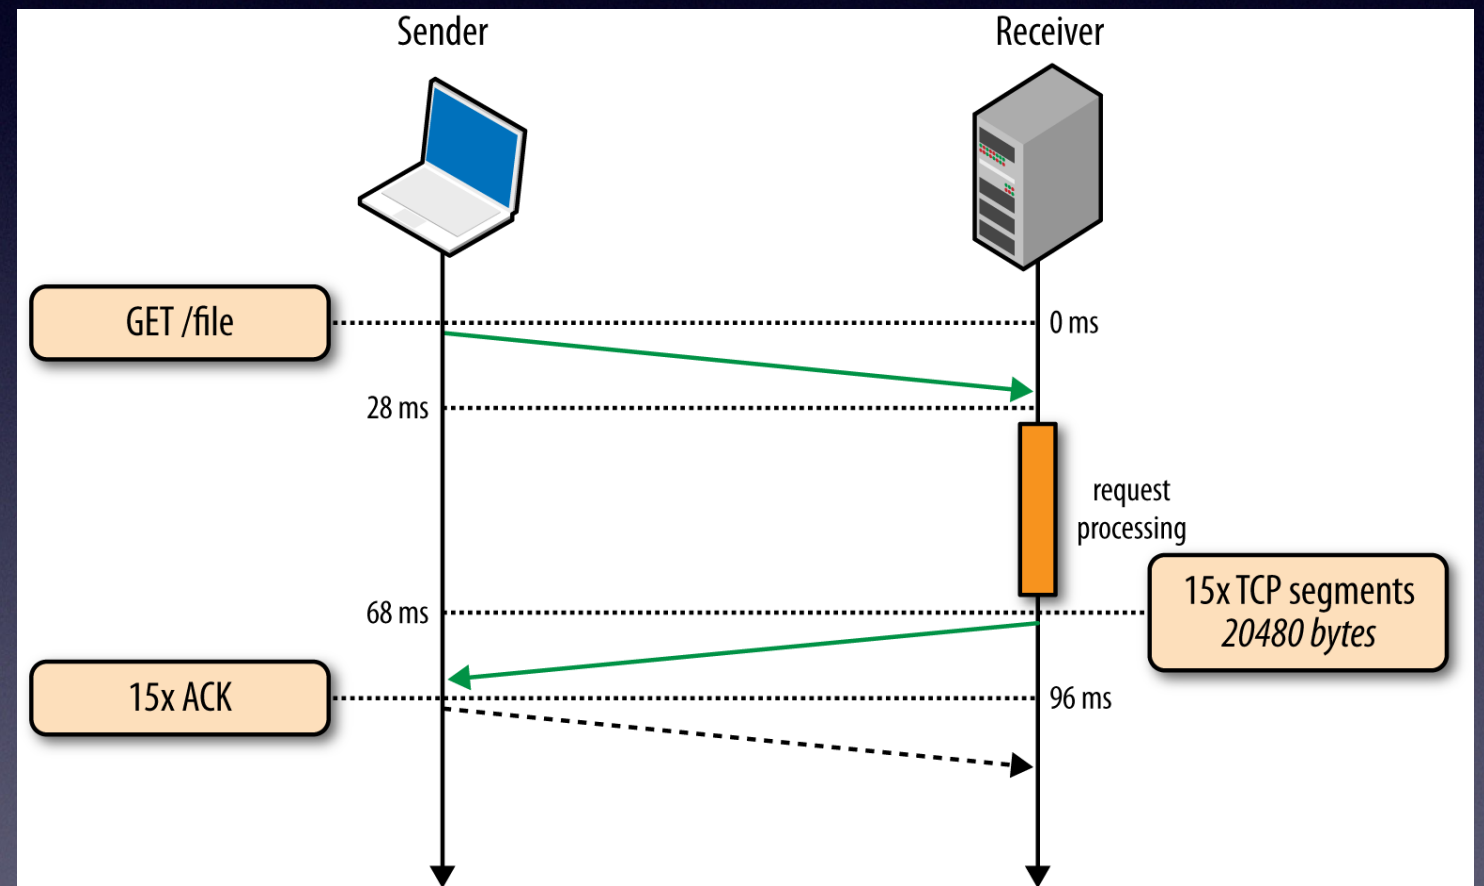 Sender
Receiver
GET /file
0 ms
28 ms
request
processing
68 ms
15x TCP segments
20480 bytes
15x ACK
96 ms